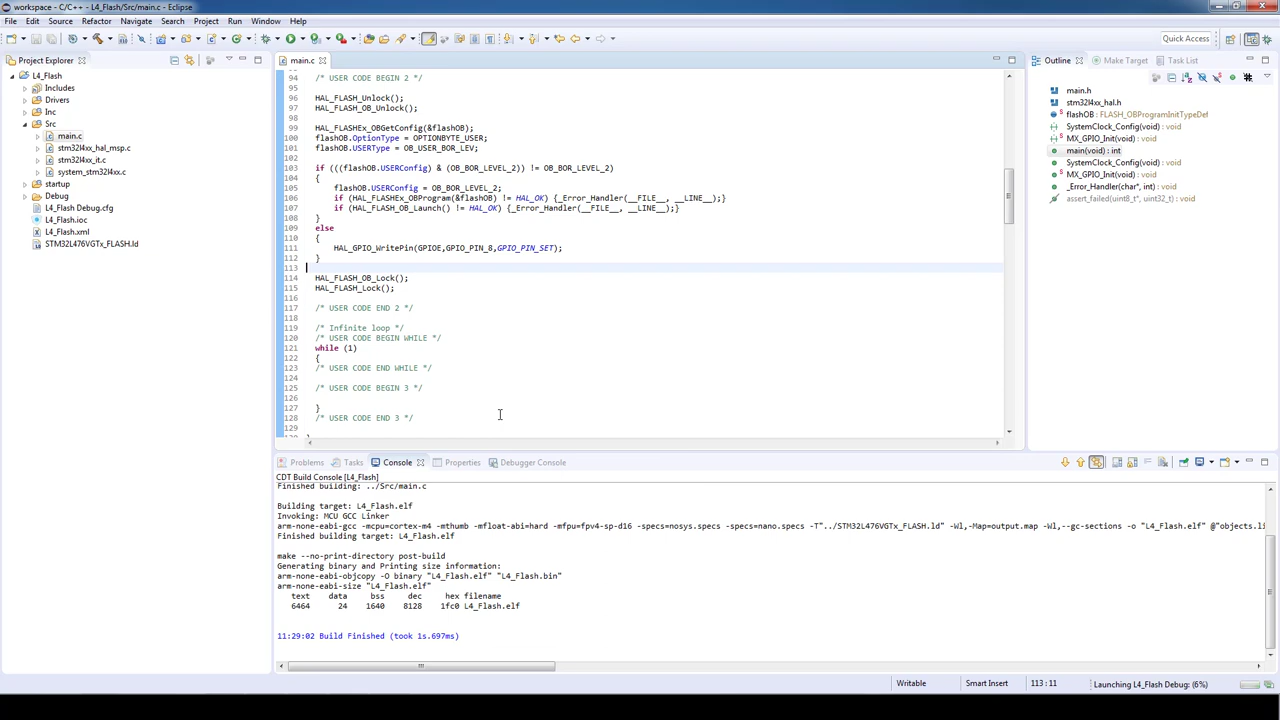 workspace - C/C++ - L4_Flash/Src/main.c - Eclipse
File Edit Source Refactor Navigate Search Project Run Window Help
Quick Access
Project Explorer
L4_Flash
Includes
Drivers
Inc
Src
main.c
stm32l4xx_hal_msp.c
stm32l4xx_it.c
system_stm32l4xx.c
startup
Debug
L4_Flash Debug.cfg
L4_Flash.ioc
L4_Flash.xml
STM32L476VGTx_FLASH.ld
main.c
94 /* USER CODE BEGIN 2 */
95
96 HAL_FLASH_Unlock();
97 HAL_FLASH_OB_Unlock();
98
99 HAL_FLASHEx_OBGetConfig(&flashOB);
100 flashOB.OptionType = OPTIONBYTE_USER;
101 flashOB.USERType = OB_USER_BOR_LEV;
102
103 if (((flashOB.USERConfig) & (OB_BOR_LEVEL_2)) != OB_BOR_LEVEL_2)
104 {
105 flashOB.USERConfig = OB_BOR_LEVEL_2;
106 if (HAL_FLASHEx_OBProgram(&flashOB) != HAL_OK) {_Error_Handler(__FILE__, __LINE__);}
107 if (HAL_FLASH_OB_Launch() != HAL_OK) {_Error_Handler(__FILE__, __LINE__);}
108 }
109 else
110 {
111 HAL_GPIO_WritePin(GPIOE,GPIO_PIN_8,GPIO_PIN_SET);
112 }
113
114 HAL_FLASH_OB_Lock();
115 HAL_FLASH_Lock();
116
117 /* USER CODE END 2 */
118
119 /* Infinite loop */
120 /* USER CODE BEGIN WHILE */
121 while (1)
122 {
123 /* USER CODE END WHILE */
124
125 /* USER CODE BEGIN 3 */
126
127 }
128 /* USER CODE END 3 */
129
Outline Make Target Task List
main.h
stm32l4xx_hal.h
flashOB : FLASH_OBProgramInitTypeDef
SystemClock_Config(void) : void
MX_GPIO_Init(void) : void
main(void) : int
SystemClock_Config(void) : void
MX_GPIO_Init(void) : void
_Error_Handler(char*, int) : void
assert_failed(uint8_t*, uint32_t) : void
Problems Tasks Console Properties Debugger Console
CDT Build Console [L4_Flash]
Finished building: ../Src/main.c
Building target: L4_Flash.elf
Invoking: MCU GCC Linker
arm-none-eabi-gcc -mcpu=cortex-m4 -mthumb -mfloat-abi=hard -mfpu=fpv4-sp-d16 -specs=nosys.specs -specs=nano.specs -T"../STM32L476VGTx_FLASH.ld" -Wl,-Map=output.map -Wl,--gc-sections -o "L4_Flash.elf" @"objects.li
Finished building target: L4_Flash.elf
make --no-print-directory post-build
Generating binary and Printing size information:
arm-none-eabi-objcopy -O binary "L4_Flash.elf" "L4_Flash.bin"
arm-none-eabi-size "L4_Flash.elf"
text data bss dec hex filename
6464 24 1640 8128 1fc0 L4_Flash.elf
11:29:02 Build Finished (took 1s.697ms)
Writable Smart Insert 113 : 11 Launching L4_Flash Debug: (6%)